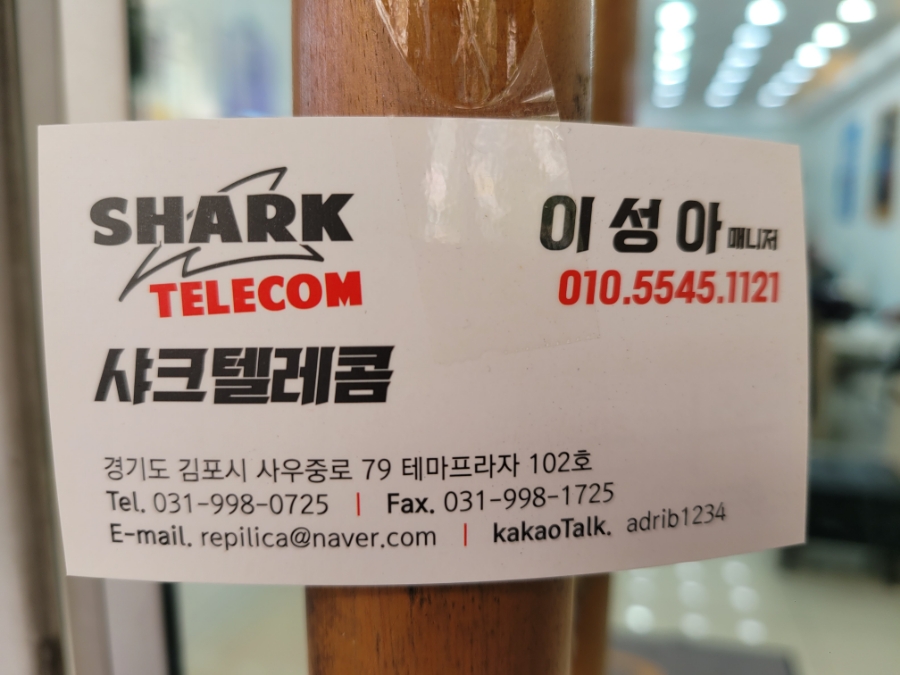 SHARK
TELECOM
샤크텔레콤
이성아 매니저
010.5545.1121
경기도 김포시 사우중로 79 테마프라자 102호
Tel. 031-998-0725 | Fax. 031-998-1725
E-mail. repilica@naver.com | kakaoTalk. adrib1234